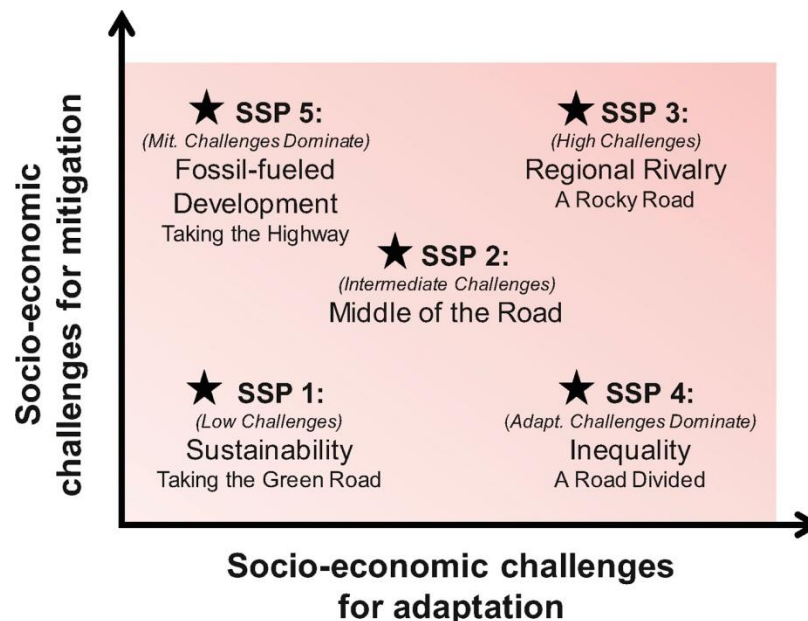 Socio-economic
challenges for mitigation
★ SSP 5:
(Mit. Challenges Dominate)
Fossil-fueled
Development
Taking the Highway
★ SSP 3:
(High Challenges)
Regional Rivalry
A Rocky Road
★ SSP 2:
(Intermediate Challenges)
Middle of the Road
★ SSP 1:
(Low Challenges)
Sustainability
Taking the Green Road
★ SSP 4:
(Adapt. Challenges Dominate)
Inequality
A Road Divided
Socio-economic challenges
for adaptation